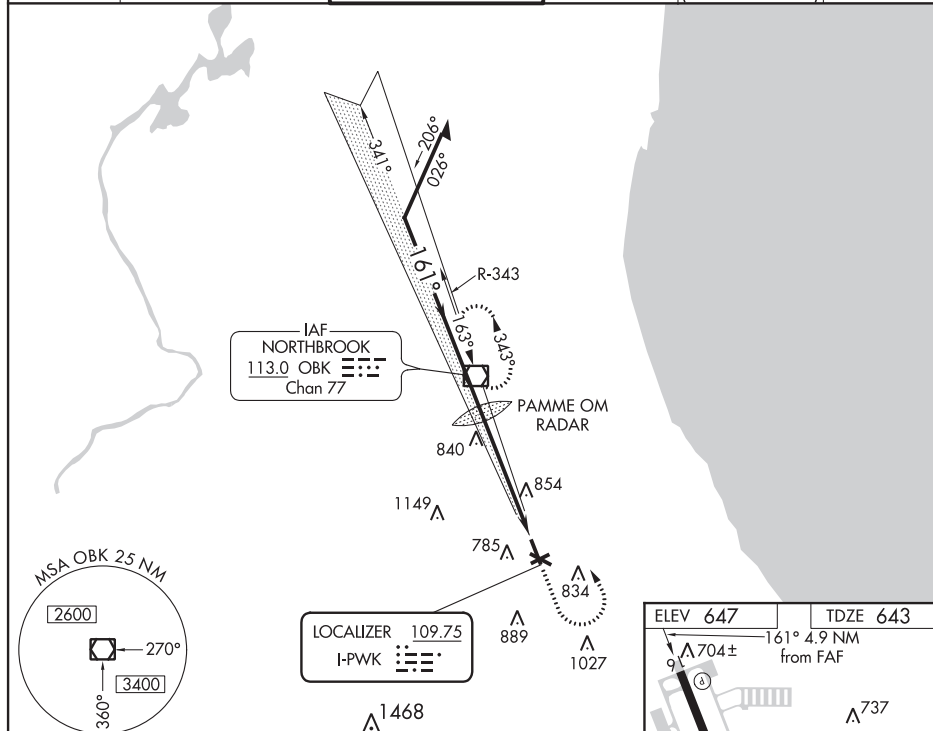 341°
206°
026°
161°
R-343
163°
343°
IAF
NORTHBROOK
113.0 OBK
Chan 77
PAMME OM
RADAR
840
854
1149
785
834
889
1027
MSA OBK 25 NM
2600
270°
3400
360°
LOCALIZER 109.75
I-PWK
1468
ELEV 647
TDZE 643
161° 4.9 NM
from FAF
704±
16
P
737